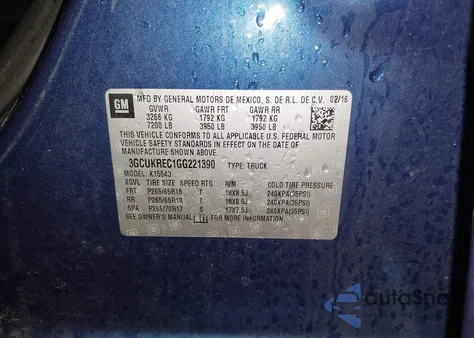 GM
MFD BY GENERAL MOTORS DE MEXICO, S. DE R.L. DE C.V. 02/16
GVWR GAWR FRT GAWR RR
3266 KG 1792 KG 1792 KG
7200 LB 3950 LB 3950 LB
THIS VEHICLE CONFORMS TO ALL APPLICABLE U.S. FEDERAL MOTOR
VEHICLE SAFETY STANDARDS IN EFFECT ON THE DATE OF
MANUFACTURE SHOWN ABOVE.
3GCUKREC1GG221390 TYPE: TRUCK
MODEL: K15543
XGVL TIRE SIZE SPEED RTG RIM COLD TIRE PRESSURE
FRT P265/65R18 T 18X8.5J 240KPA(35PSI)
RR P265/65R18 T 18X8.5J 240KPA(35PSI)
SPA P265/70R17 S 17X7.5J 240KPA(35PSI)
SEE OWNER'S MANUAL FOR MORE INFORMATION.